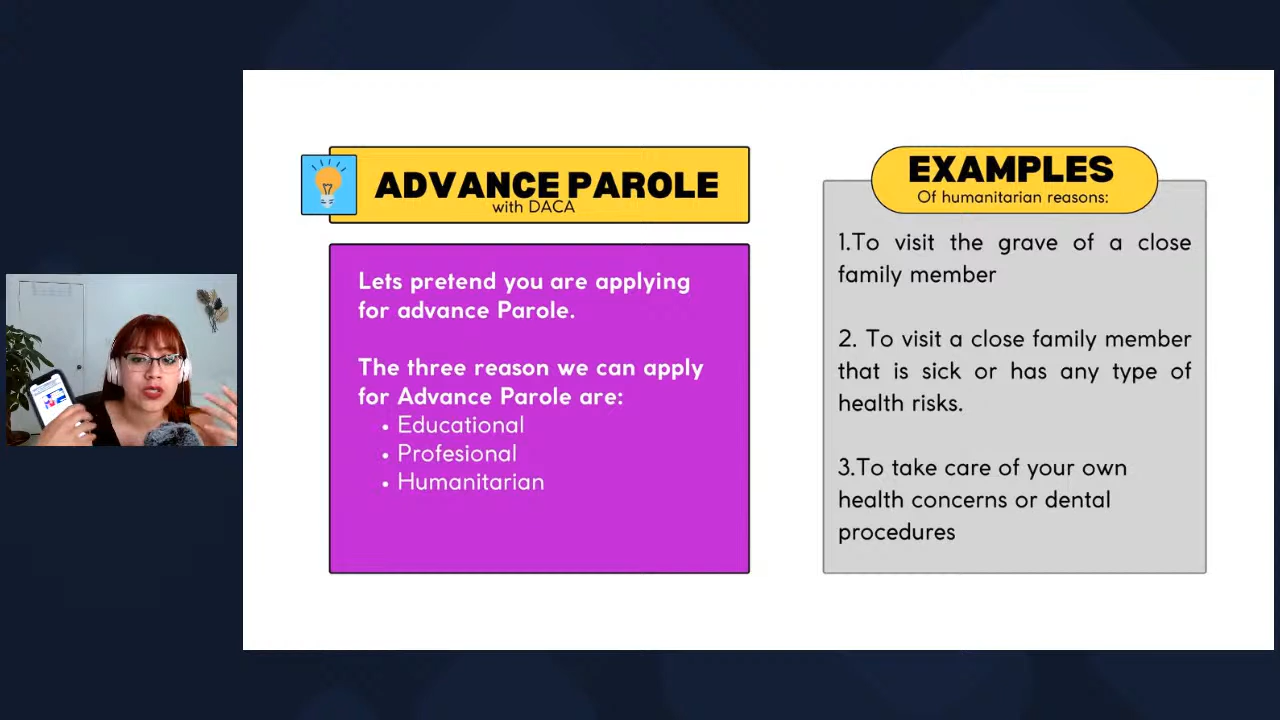 ADVANCE PAROLE
with DACA
Lets pretend you are applying
for advance Parole.
The three reason we can apply
for Advance Parole are:
• Educational
• Profesional
• Humanitarian
EXAMPLES
Of humanitarian reasons:
1.To visit the grave of a close
family member
2. To visit a close family member
that is sick or has any type of
health risks.
3.To take care of your own
health concerns or dental
procedures